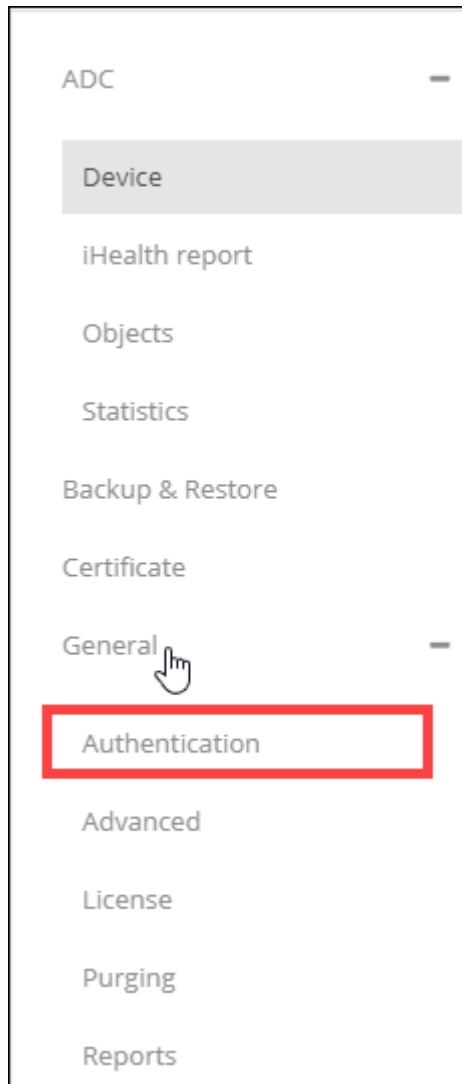 ADC
Device
iHealth report
Objects
Statistics
Backup & Restore
Certificate
General
Authentication
Advanced
License
Purging
Reports